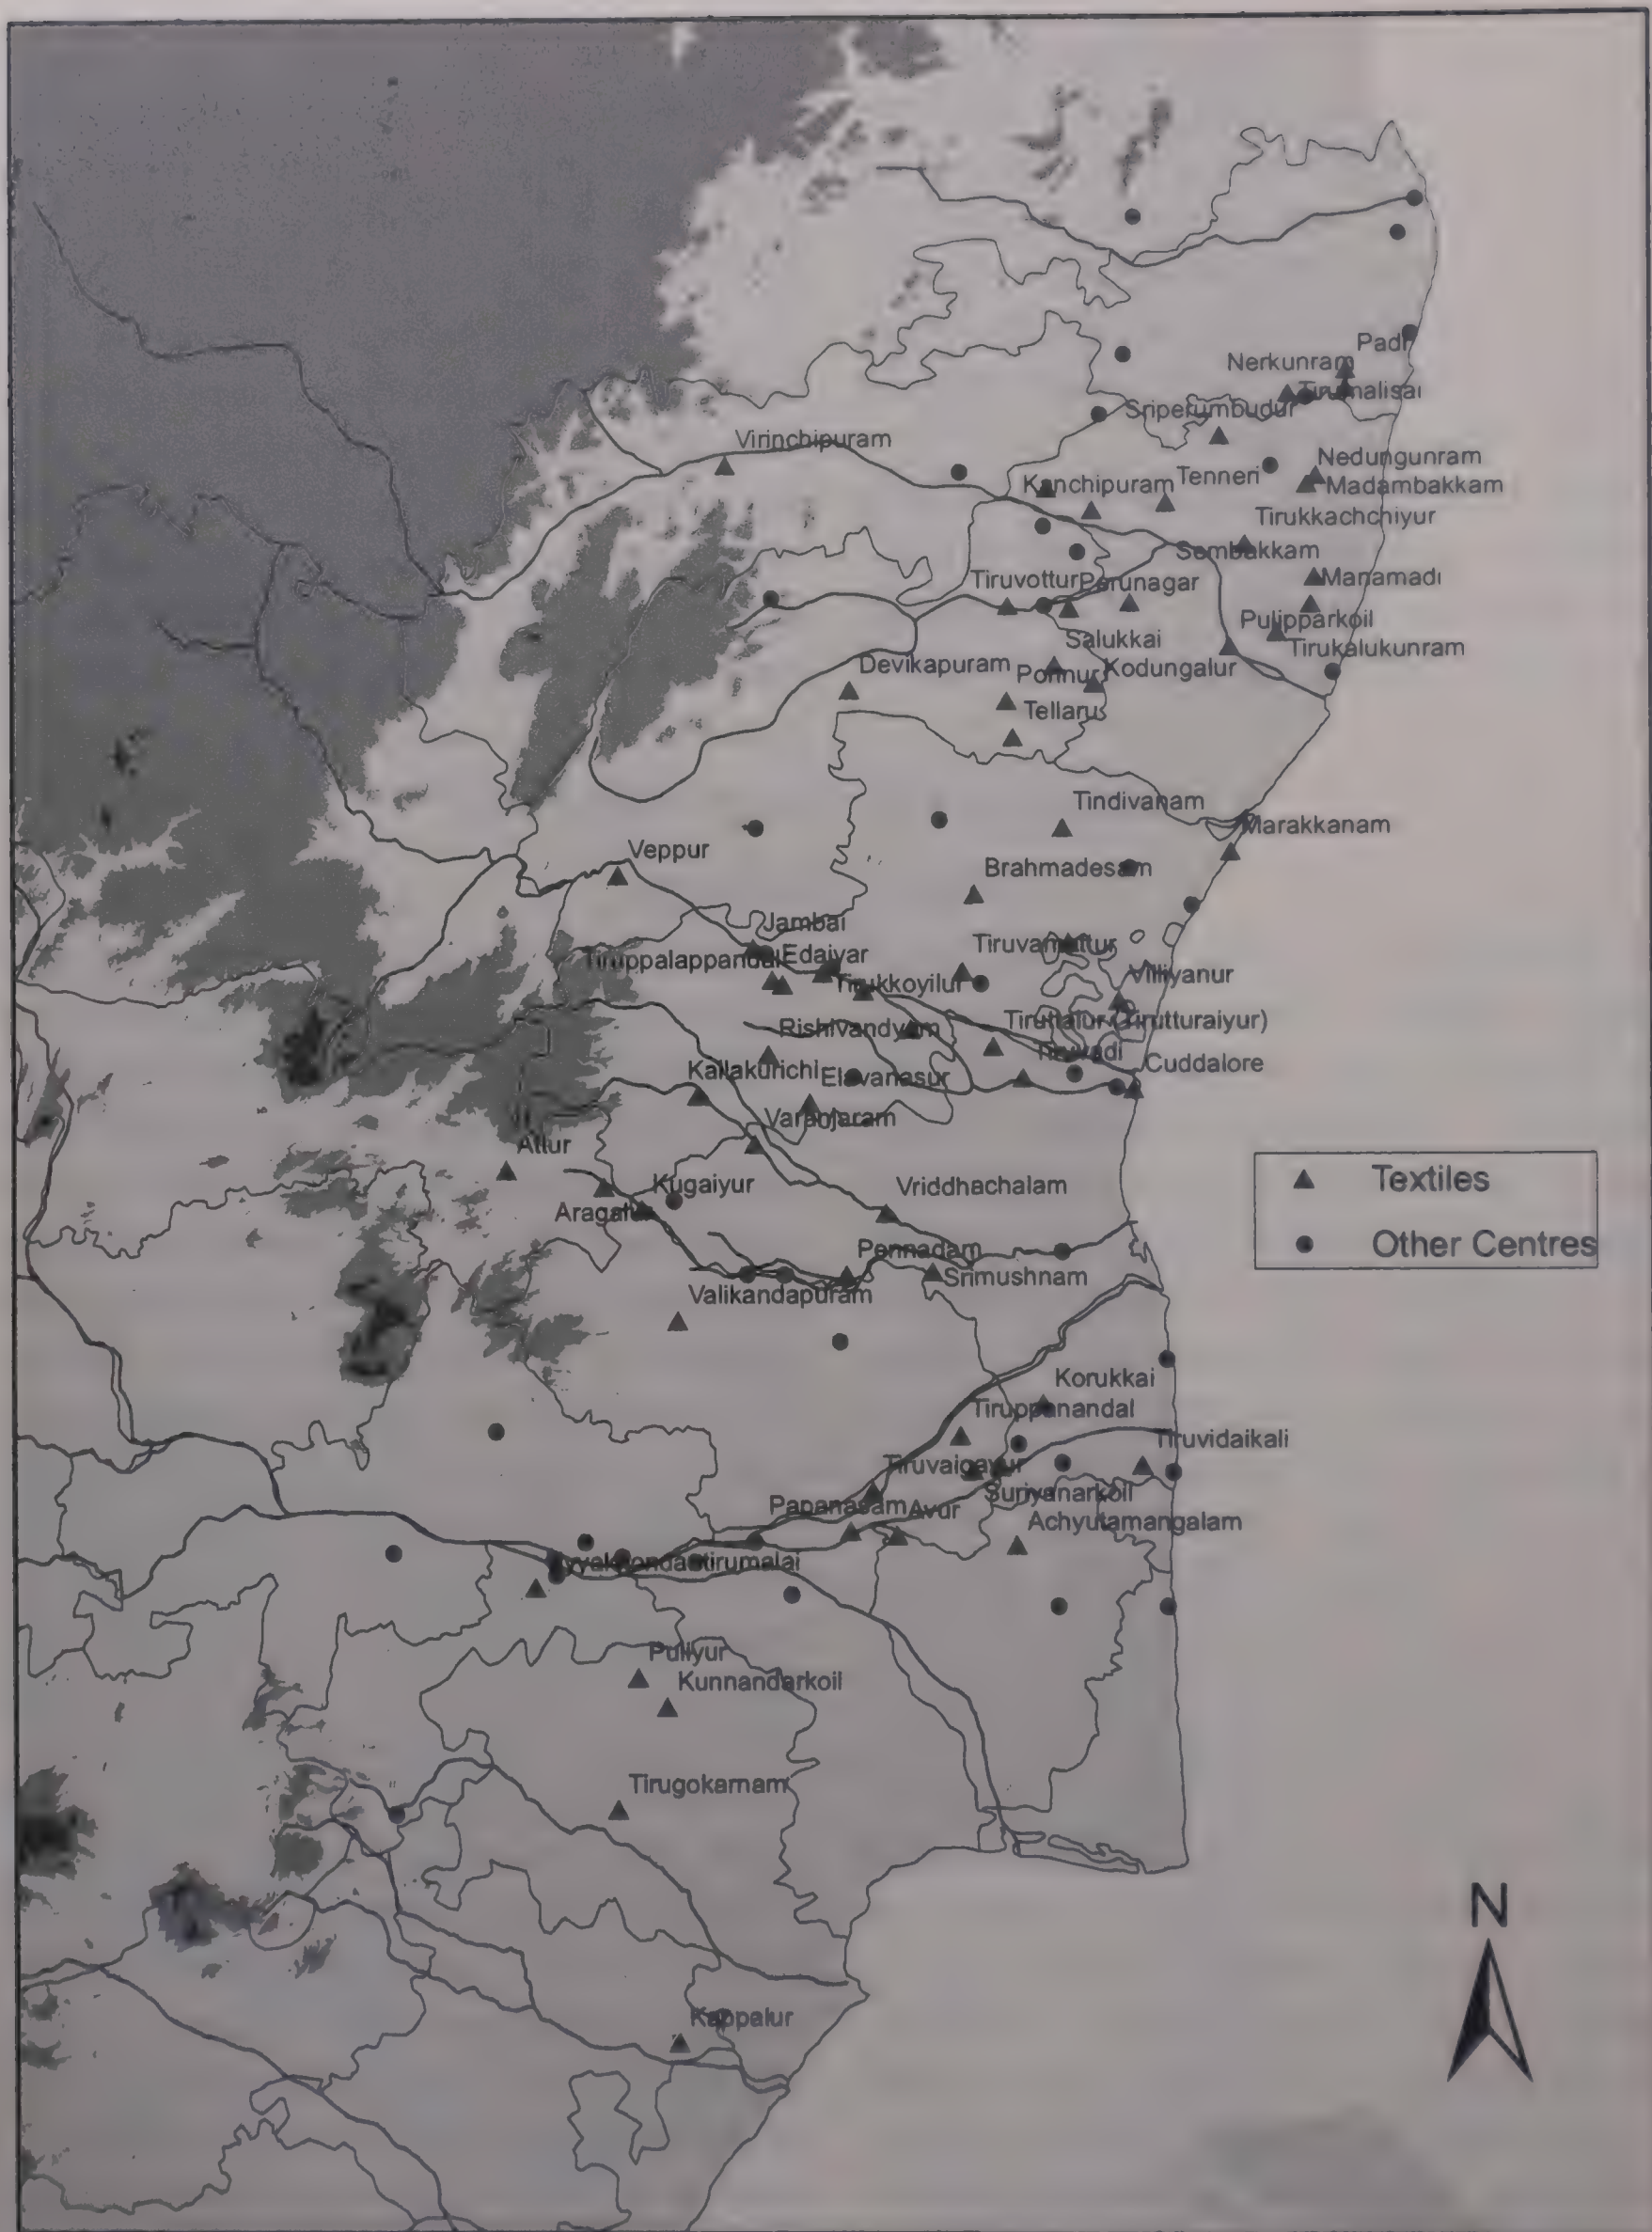 Padi
Nerkunram
Tirumalisai
Sriperumbudur
Virinchipuram
Nedungunram
Kanchipuram
Tenneri
Madambakkam
Tirukkachchiyur
Sembakkam
Tiruvottur
Perunagar
Manamadi
Pulipparkoil
Salukkai
Tirukalukunram
Devikapuram
Ponnur
Kodungalur
Tellaru
Tindivanam
Marakkanam
Veppur
Brahmadesam
Jambai
Tiruvamattur
Tiruppalappandal
Edaiyar
Villiyanur
Tirukkoyilur
Rishivandyam
(Tirutturaiyur)
Cuddalore
Kallakurichi
Elavanasur
Varanjaram
Attur
Kugaiyur
Vriddhachalam
Aragalur
Textiles
Other Centres
Pennadam
Srimushnam
Valikandapuram
Korukkai
Tiruppanandal
Tiruvidaikali
Tiruvaigavur
Suriyanarkoil
Papanasam
Avur
Achyutamangalam
Puliyur
Kunnandarkoil
Tirugokarnam
N
Kappalur